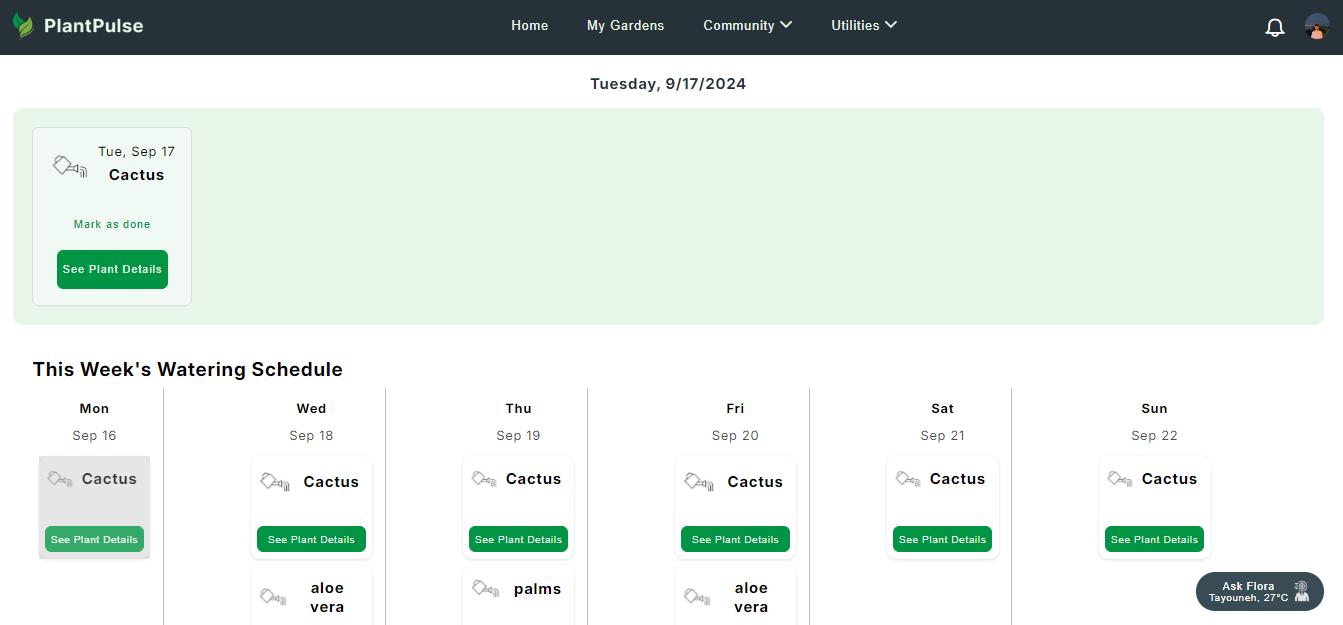 PlantPulse
Home
My Gardens
Community
Utilities
Tuesday, 9/17/2024
Tue, Sep 17
Cactus
Mark as done
See Plant Details
This Week's Watering Schedule
Mon
Sep 16
Cactus
See Plant Details
Wed
Sep 18
Cactus
See Plant Details
aloe
vera
Thu
Sep 19
Cactus
See Plant Details
palms
Fri
Sep 20
Cactus
See Plant Details
aloe
vera
Sat
Sep 21
Cactus
See Plant Details
Sun
Sep 22
Cactus
See Plant Details
Ask Flora
Tayouneh, 27°C